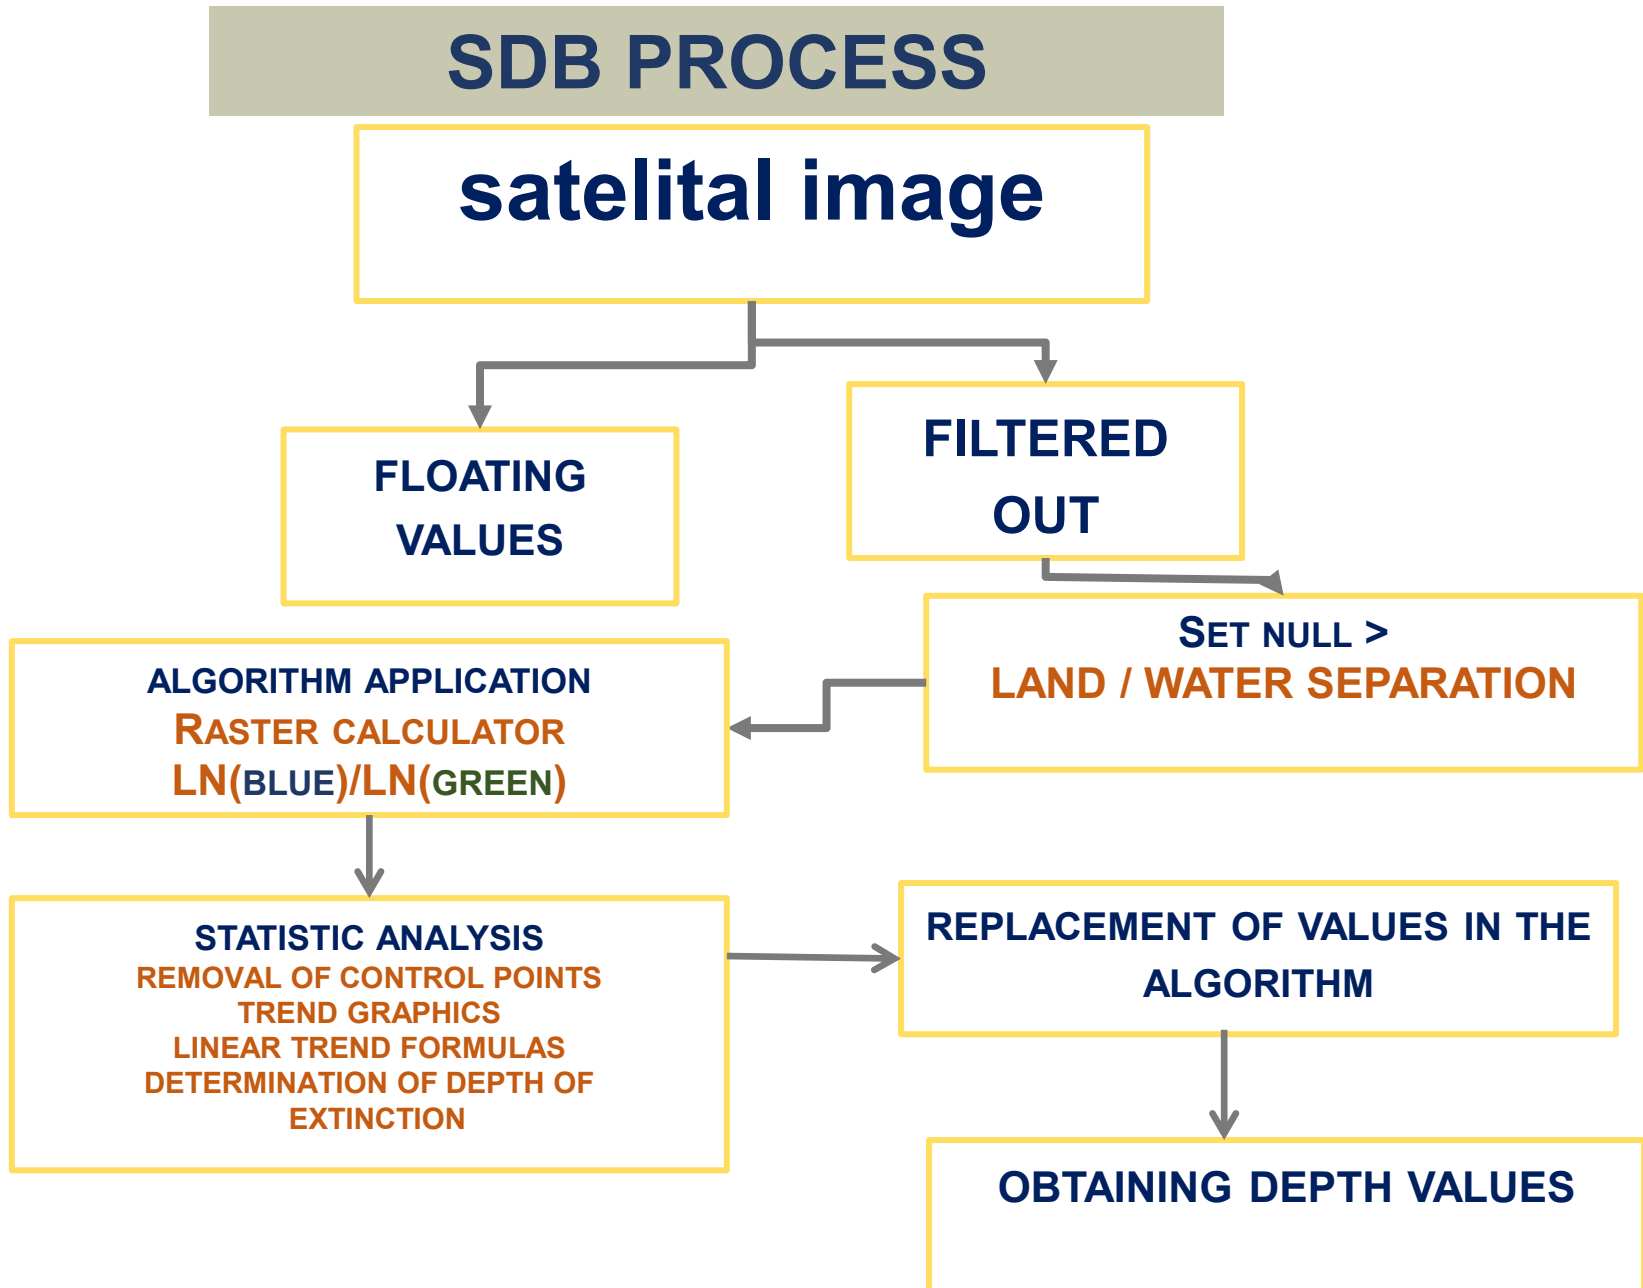 SDB PROCESS
satelital image
FLOATING
VALUES
FILTERED
OUT
SET NULL >
LAND / WATER SEPARATION
ALGORITHM APPLICATION
RASTER CALCULATOR
LN(BLUE)/LN(GREEN)
STATISTIC ANALYSIS
REMOVAL OF CONTROL POINTS
TREND GRAPHICS
LINEAR TREND FORMULAS
DETERMINATION OF DEPTH OF
EXTINCTION
REPLACEMENT OF VALUES IN THE
ALGORITHM
OBTAINING DEPTH VALUES